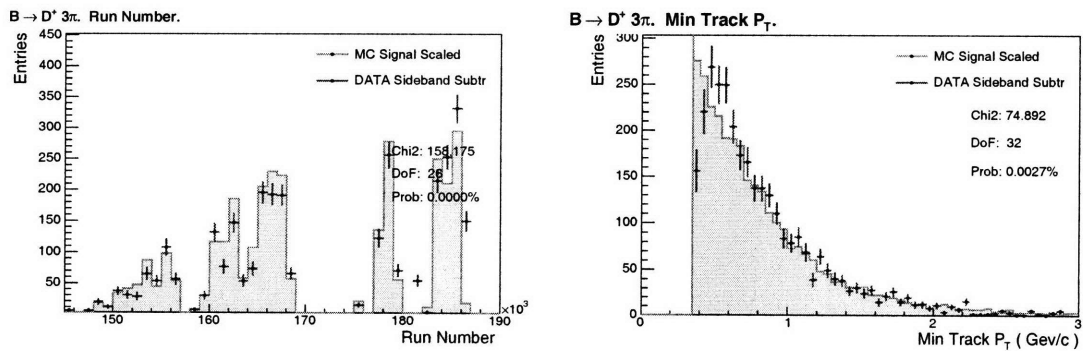 B → D⁺ 3π. Run Number.
Entries
450
400
350
300
250
200
150
100
50
MC Signal Scaled
DATA Sideband Subtr
Chi2: 158.175
DoF: 28
Prob: 0.0000%
150
160
170
180
190
×10³
Run Number
B → D⁺ 3π. Min Track P_T.
Entries
300
250
200
150
100
50
0
MC Signal Scaled
DATA Sideband Subtr
Chi2: 74.892
DoF: 32
Prob: 0.0027%
0
1
2
3
Min Track P_T ( Gev/c )